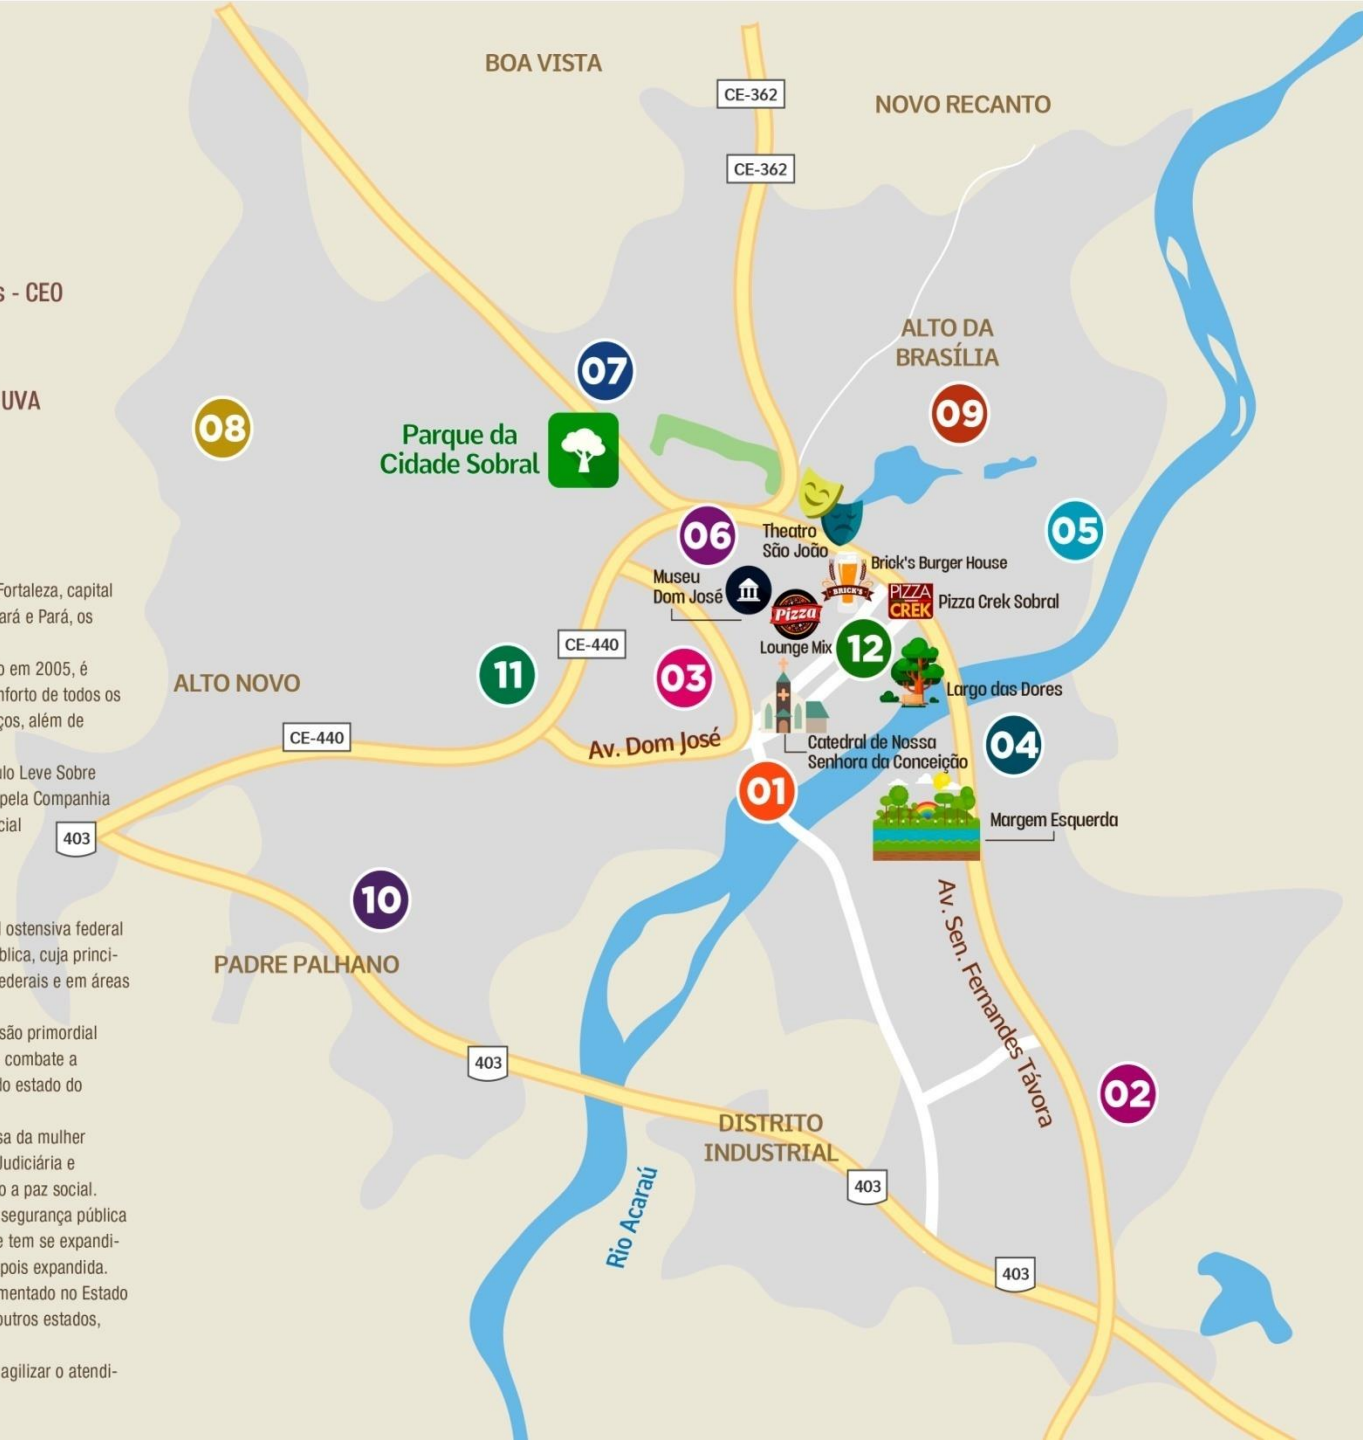 s - CEO
UVA
Fortaleza, capital
ará e Pará, os
o em 2005, é
nforto de todos os
ços, além de
ulo Leve Sobre
pela Companhia
cial
l ostensiva federal
blica, cuja princi-
ederais e em áreas
são primordial
combate a
do estado do
sa da mulher
Judiciária e
o a paz social.
segurança pública
e tem se expandi-
pois expandida.
mentado no Estado
outros estados,
agilizar o atendi-
BOA VISTA
CE-362
NOVO RECANTO
CE-362
ALTO DA
BRASÍLIA
07
09
08
Parque da
Cidade Sobral
05
06
Theatro
São João
Brick's Burger House
Museu
Dom José
BRICK'S
PIZZA
CREK
Pizza Crek Sobral
Pizza
Lounge Mix
12
CE-440
11
03
ALTO NOVO
Largo das Dores
CE-440
Av. Dom José
Catedral de Nossa
Senhora da Conceição
04
01
Margem Esquerda
403
10
PADRE PALHANO
Av. Sen. Fernandes Távora
403
02
DISTRITO
INDUSTRIAL
403
Rio Acaraú
403